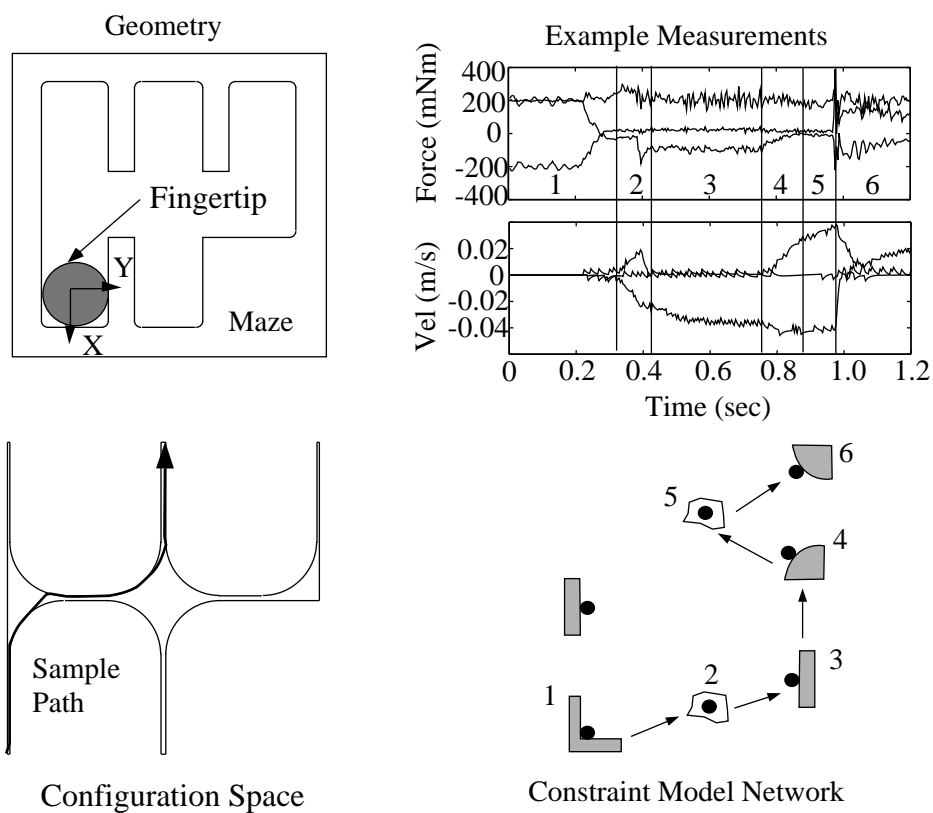 Geometry
Fingertip
Y
X
Maze
Example Measurements
Force (mNm)
400
200
0
-200
-400
1 2 3 4 5 6
Vel (m/s)
0.02
0
-0.02
-0.04
0 0.2 0.4 0.6 0.8 1.0 1.2
Time (sec)
Sample
Path
Configuration Space
6
5
4
3
2
1
Constraint Model Network